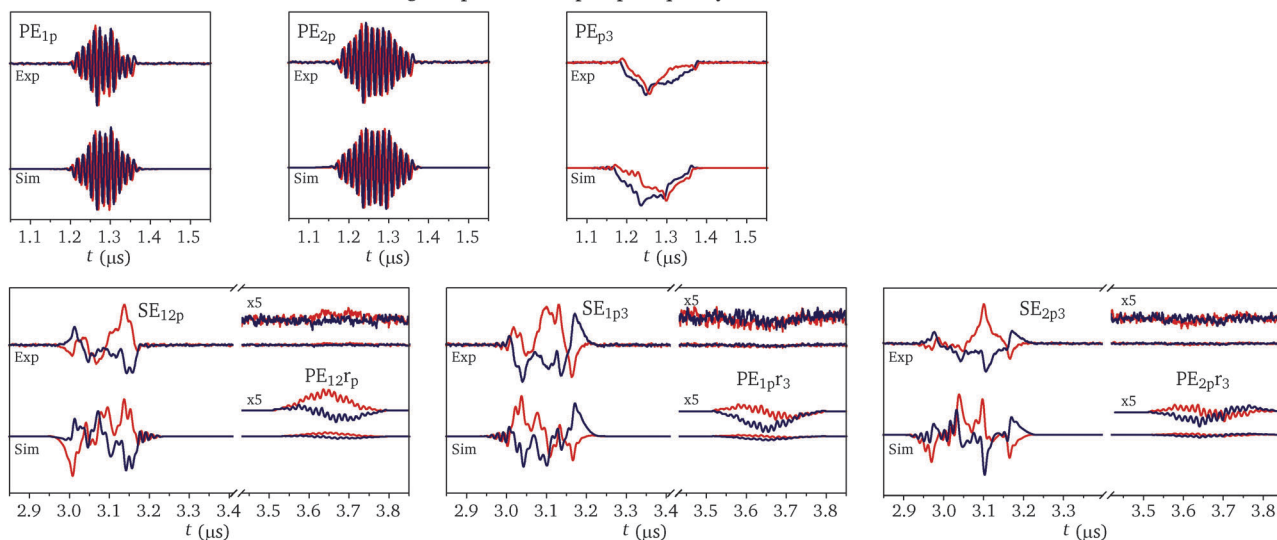 PE1p
PE2p
PEp3
Exp
Exp
Exp
Sim
Sim
Sim
1.1 1.2 1.3 1.4 1.5
1.1 1.2 1.3 1.4 1.5
1.1 1.2 1.3 1.4 1.5
t (μs)
t (μs)
t (μs)
SE12p
x5
SE1p3
x5
SE2p3
x5
Exp
Exp
Exp
PE12rp
PE1pr3
PE2pr3
x5
x5
x5
Sim
Sim
Sim
2.9 3.0 3.1 3.2 3.3 3.5 3.6 3.7 3.8
2.9 3.0 3.1 3.2 3.3 3.5 3.6 3.7 3.8
2.9 3.0 3.1 3.2 3.3 3.5 3.6 3.7 3.8
t (μs)
t (μs)
t (μs)